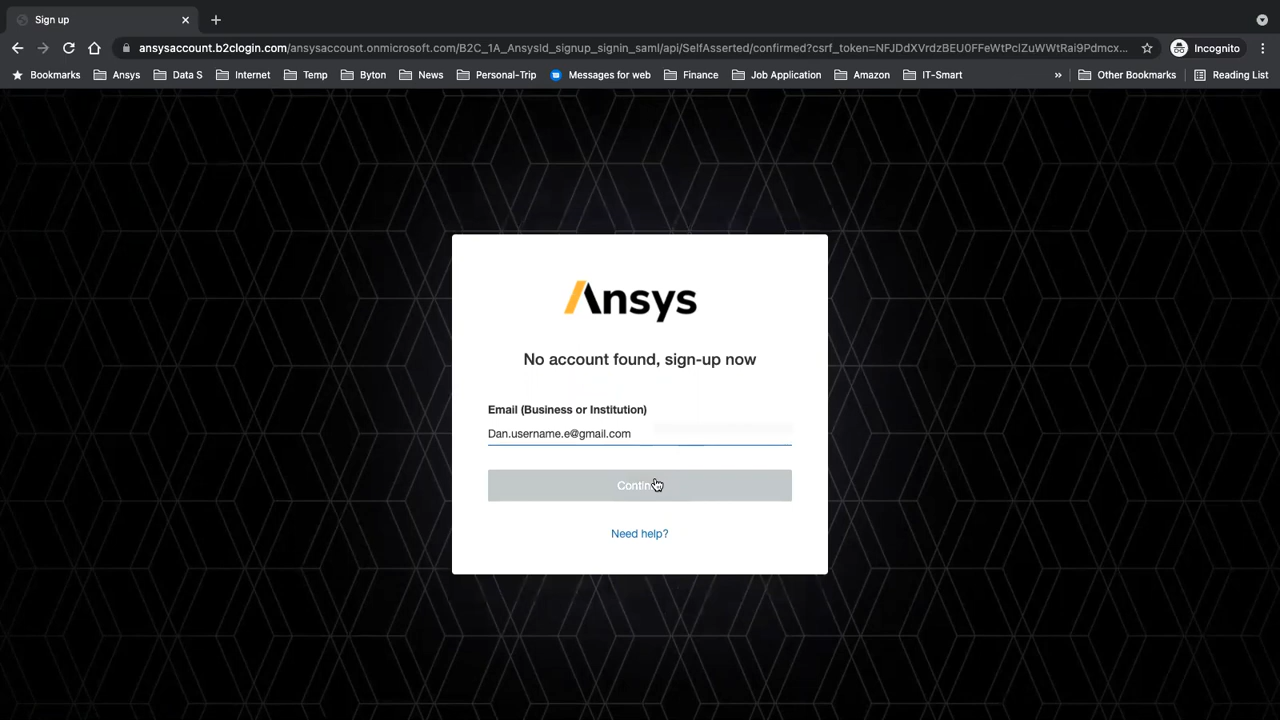 Sign up
ansysaccount.b2clogin.com/ansysaccount.onmicrosoft.com/B2C_1A_AnsysId_signup_signin_saml/api/SelfAsserted/confirmed?csrf_token=NFJDdXVrdzBEU0FFeWtPclZuWWtRai9Pdmcx...
Incognito
Bookmarks Ansys Data S Internet Temp Byton News Personal-Trip Messages for web Finance Job Application Amazon IT-Smart » Other Bookmarks Reading List
Ansys
No account found, sign-up now
Email (Business or Institution)
Dan.username.e@gmail.com
Need help?